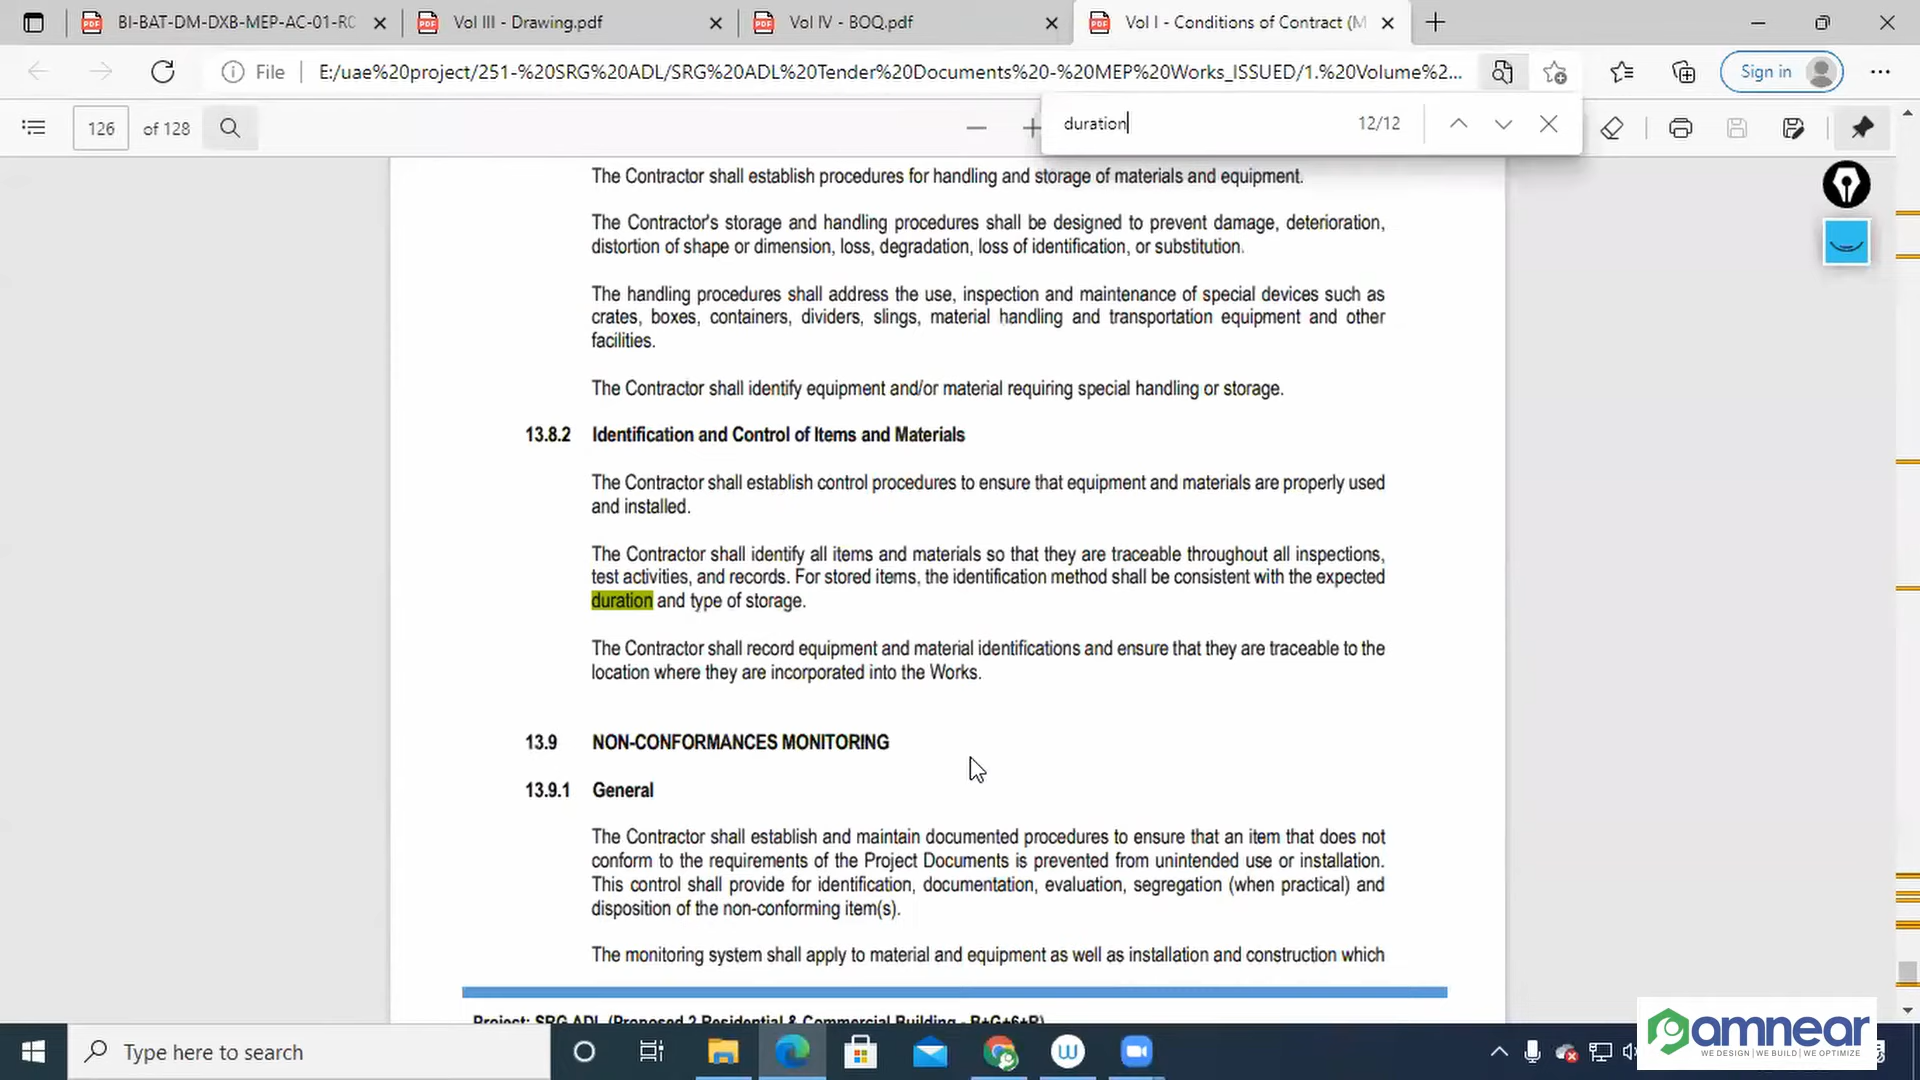 BI-BAT-DM-DXB-MEP-AC-01-RC
Vol III - Drawing.pdf
Vol IV - BOQ.pdf
Vol I - Conditions of Contract (M
File
E:/uae%20project/251-%20SRG%20ADL/SRG%20ADL%20Tender%20Documents%20-%20MEP%20Works_ISSUED/1.%20Volume%2...
Sign in
126 of 128
duration
12/12
The Contractor shall establish procedures for handling and storage of materials and equipment.
The Contractor's storage and handling procedures shall be designed to prevent damage, deterioration,
distortion of shape or dimension, loss, degradation, loss of identification, or substitution.
The handling procedures shall address the use, inspection and maintenance of special devices such as
crates, boxes, containers, dividers, slings, material handling and transportation equipment and other
facilities.
The Contractor shall identify equipment and/or material requiring special handling or storage.
13.8.2 Identification and Control of Items and Materials
The Contractor shall establish control procedures to ensure that equipment and materials are properly used
and installed.
The Contractor shall identify all items and materials so that they are traceable throughout all inspections,
test activities, and records. For stored items, the identification method shall be consistent with the expected
duration and type of storage.
The Contractor shall record equipment and material identifications and ensure that they are traceable to the
location where they are incorporated into the Works.
13.9 NON-CONFORMANCES MONITORING
13.9.1 General
The Contractor shall establish and maintain documented procedures to ensure that an item that does not
conform to the requirements of the Project Documents is prevented from unintended use or installation.
This control shall provide for identification, documentation, evaluation, segregation (when practical) and
disposition of the non-conforming item(s).
The monitoring system shall apply to material and equipment as well as installation and construction which
Project: SRG ADL (Proposed 2 Residential & Commercial Building - B+G+6+R)
Type here to search
amnear
WE DESIGN | WE BUILD | WE OPTIMIZE